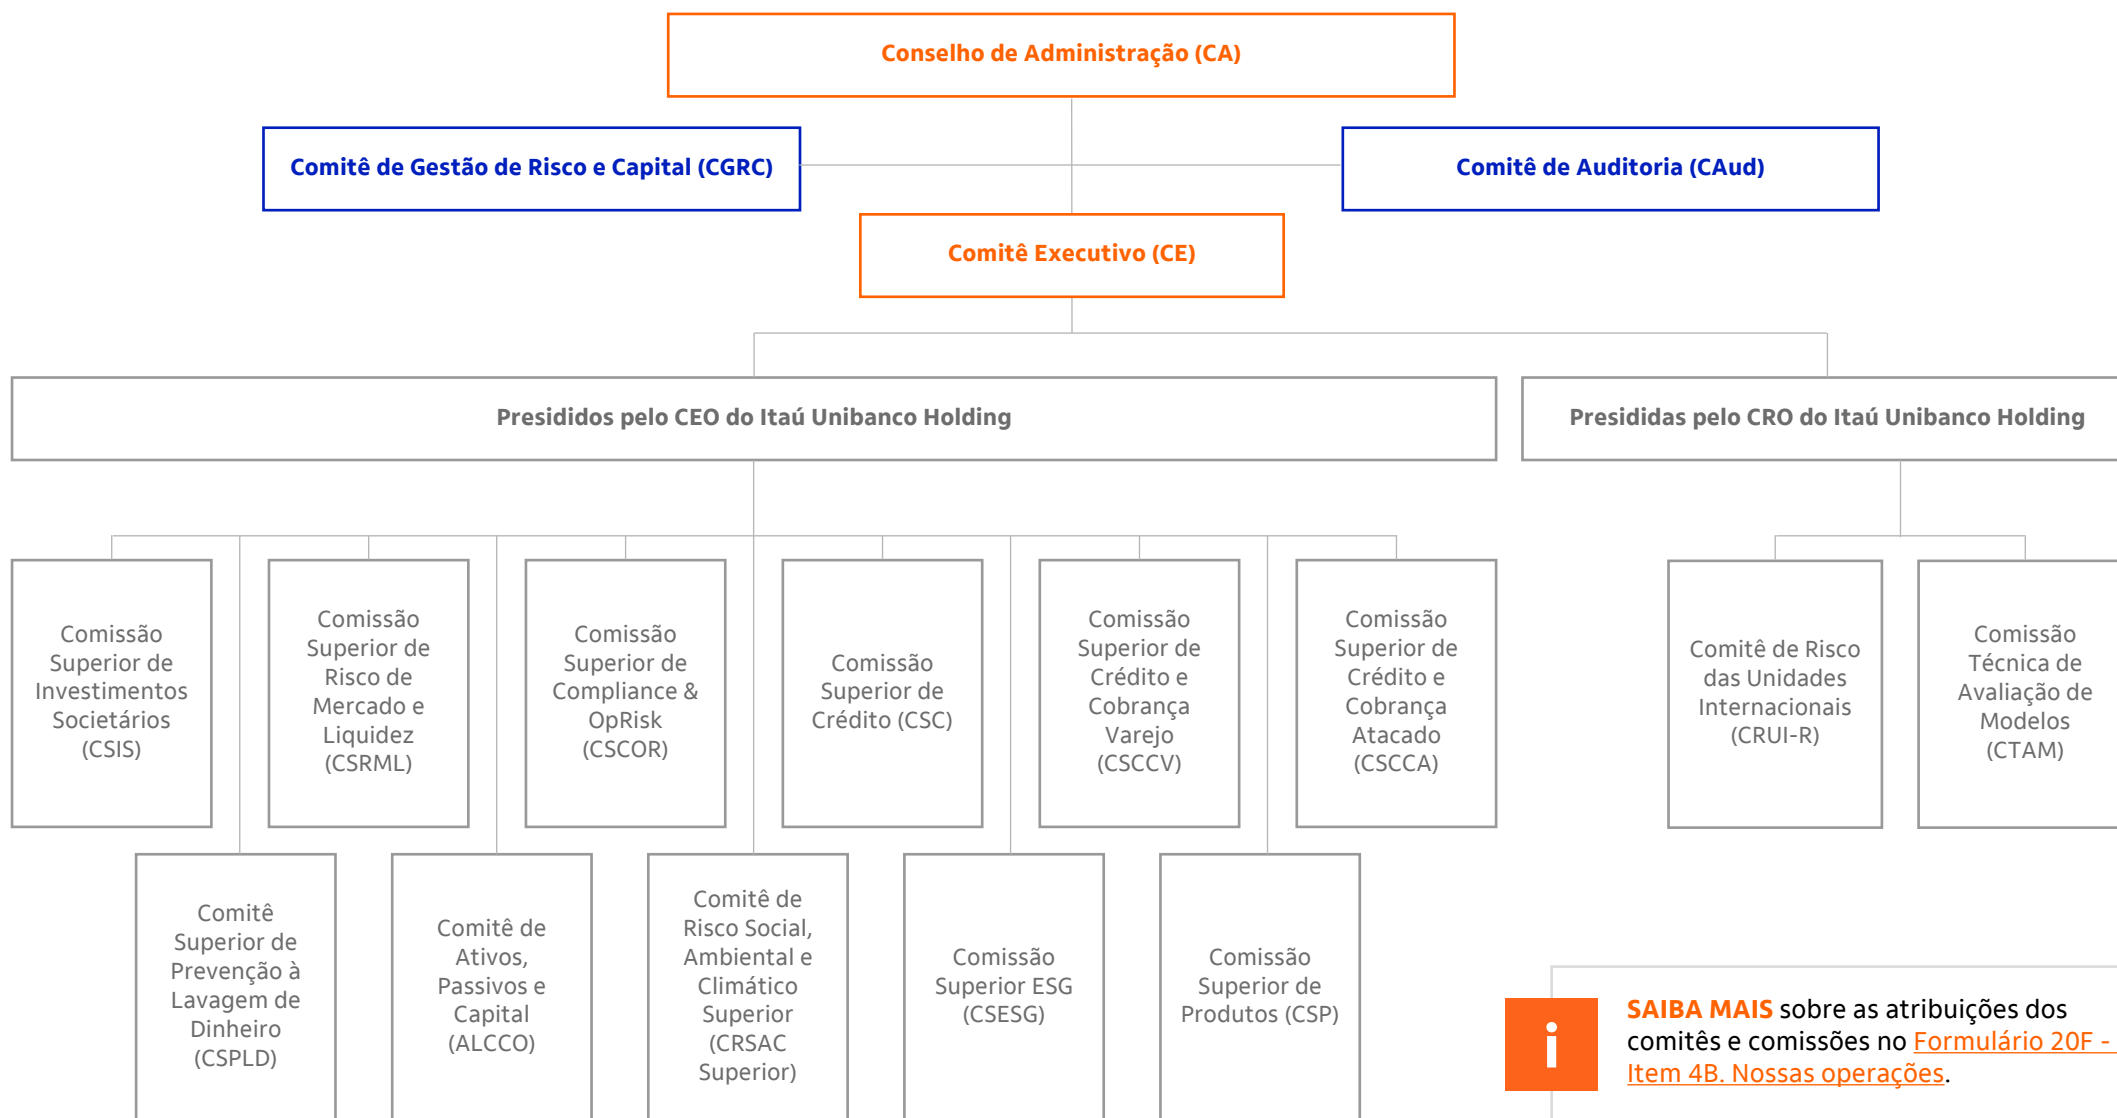 Conselho de Administração (CA)
Comitê de Gestão de Risco e Capital (CGRC)
Comitê de Auditoria (CAud)
Comitê Executivo (CE)
Presididos pelo CEO do Itaú Unibanco Holding
Presididas pelo CRO do Itaú Unibanco Holding
Comissão
Superior de
Investimentos
Societários
(CSIS)
Comissão
Superior de
Risco de
Mercado e
Liquidez
(CSRML)
Comissão
Superior de
Compliance &
OpRisk
(CSCOR)
Comissão
Superior de
Crédito (CSC)
Comissão
Superior de
Crédito e
Cobrança
Varejo
(CSCCV)
Comissão
Superior de
Crédito e
Cobrança
Atacado
(CSCCA)
Comitê de Risco
das Unidades
Internacionais
(CRUI-R)
Comissão
Técnica de
Avaliação de
Modelos
(CTAM)
Comitê
Superior de
Prevenção à
Lavagem de
Dinheiro
(CSPLD)
Comitê de
Ativos,
Passivos e
Capital
(ALCCO)
Comitê de
Risco Social,
Ambiental e
Climático
Superior
(CRSAC
Superior)
Comissão
Superior ESG
(CSESG)
Comissão
Superior de
Produtos (CSP)
i
SAIBA MAIS sobre as atribuições dos
comitês e comissões no Formulário 20F -
Item 4B. Nossas operações.